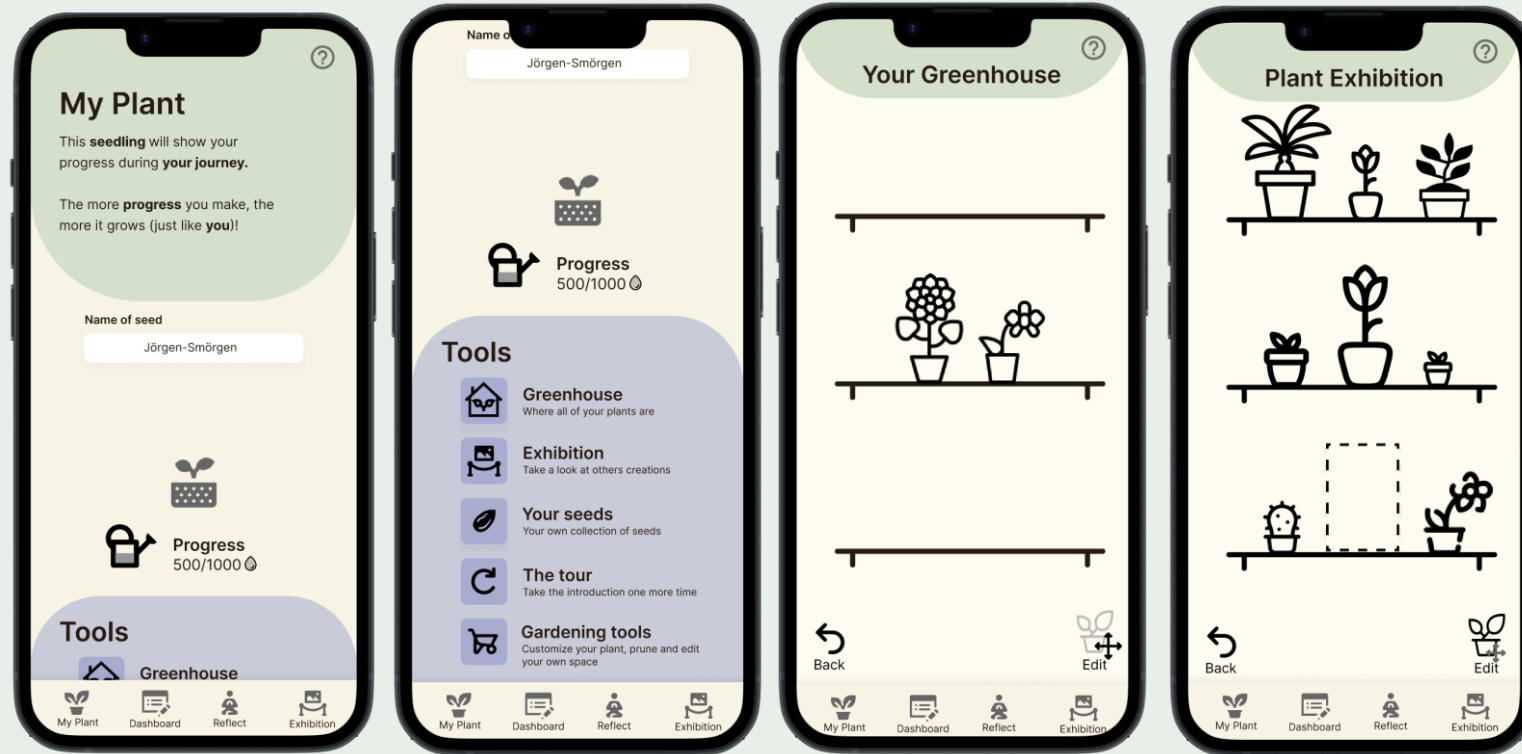 My Plant
This seedling will show your
progress during your journey.
The more progress you make, the
more it grows (just like you)!
Name of seed
Jörgen-Smörgen
Progress
500/1000
Tools
Greenhouse
My Plant
Dashboard
Reflect
Exhibition
Name o
Jörgen-Smörgen
Progress
500/1000
Tools
Greenhouse
Where all of your plants are
Exhibition
Take a look at others creations
Your seeds
Your own collection of seeds
The tour
Take the introduction one more time
Gardening tools
Customize your plant, prune and edit
your own space
My Plant
Dashboard
Reflect
Exhibition
Your Greenhouse
Back
Edit
My Plant
Dashboard
Reflect
Exhibition
Plant Exhibition
Back
Edit
My Plant
Dashboard
Reflect
Exhibition